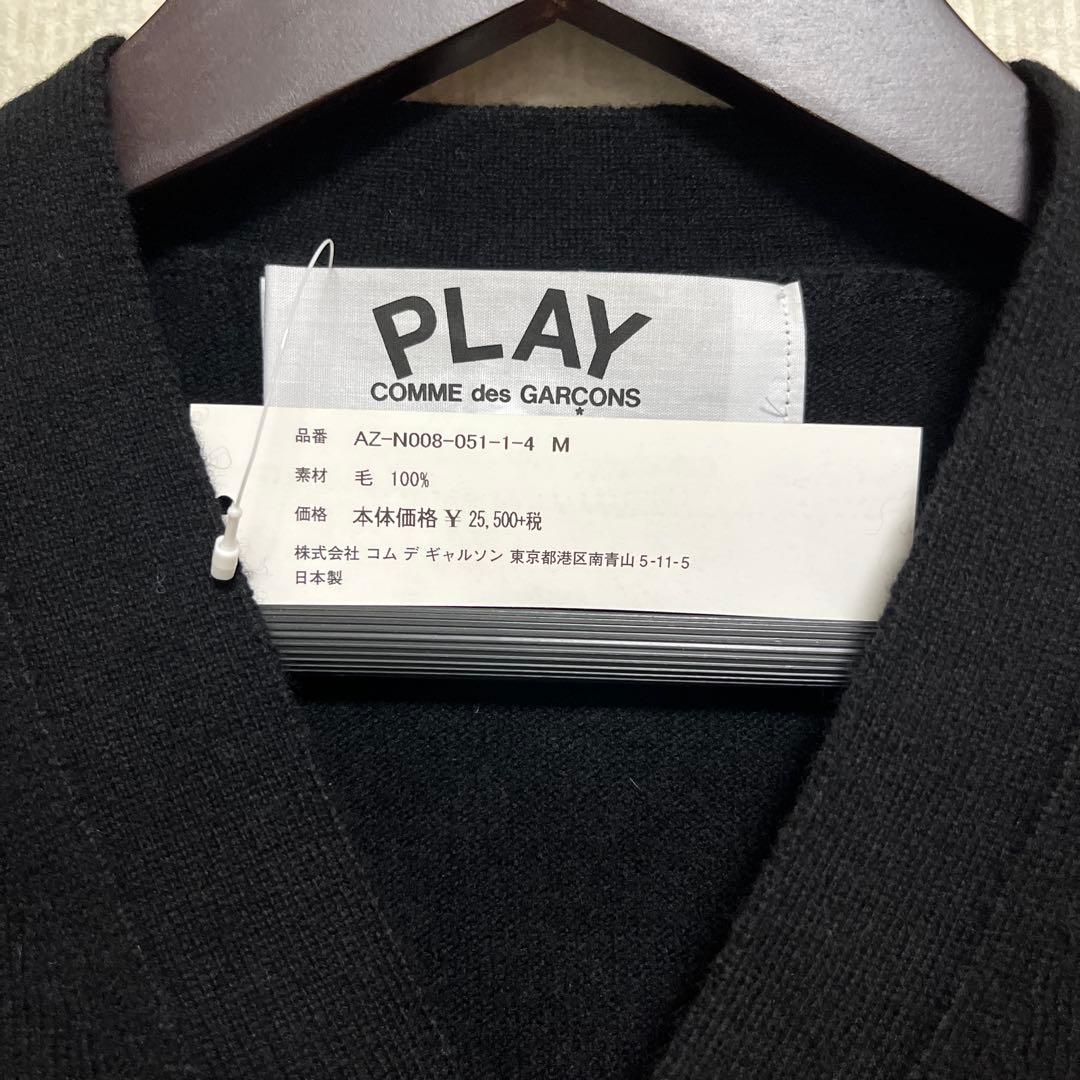 PLAY
COMME des GARÇONS
品番 AZ-N008-051-1-4 M
素材 毛 100%
価格 本体価格 ¥ 25,500+税
株式会社 コム デ ギャルソン 東京都港区南青山 5-11-5
日本製